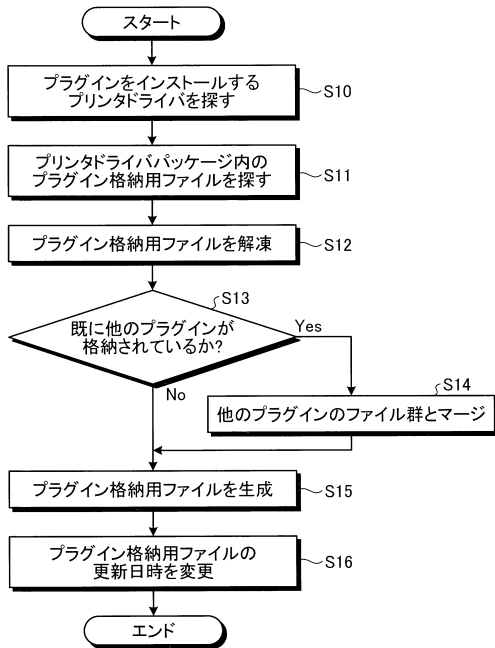 スタート
プラグインをインストールする
プリンタドライバを探す
S10
プリンタドライバパッケージ内の
プラグイン格納用ファイルを探す
S11
プラグイン格納用ファイルを解凍
S12
S13
既に他のプラグインが
格納されているか?
Yes
No
S14
他のプラグインのファイル群とマージ
プラグイン格納用ファイルを生成
S15
プラグイン格納用ファイルの
更新日時を変更
S16
エンド